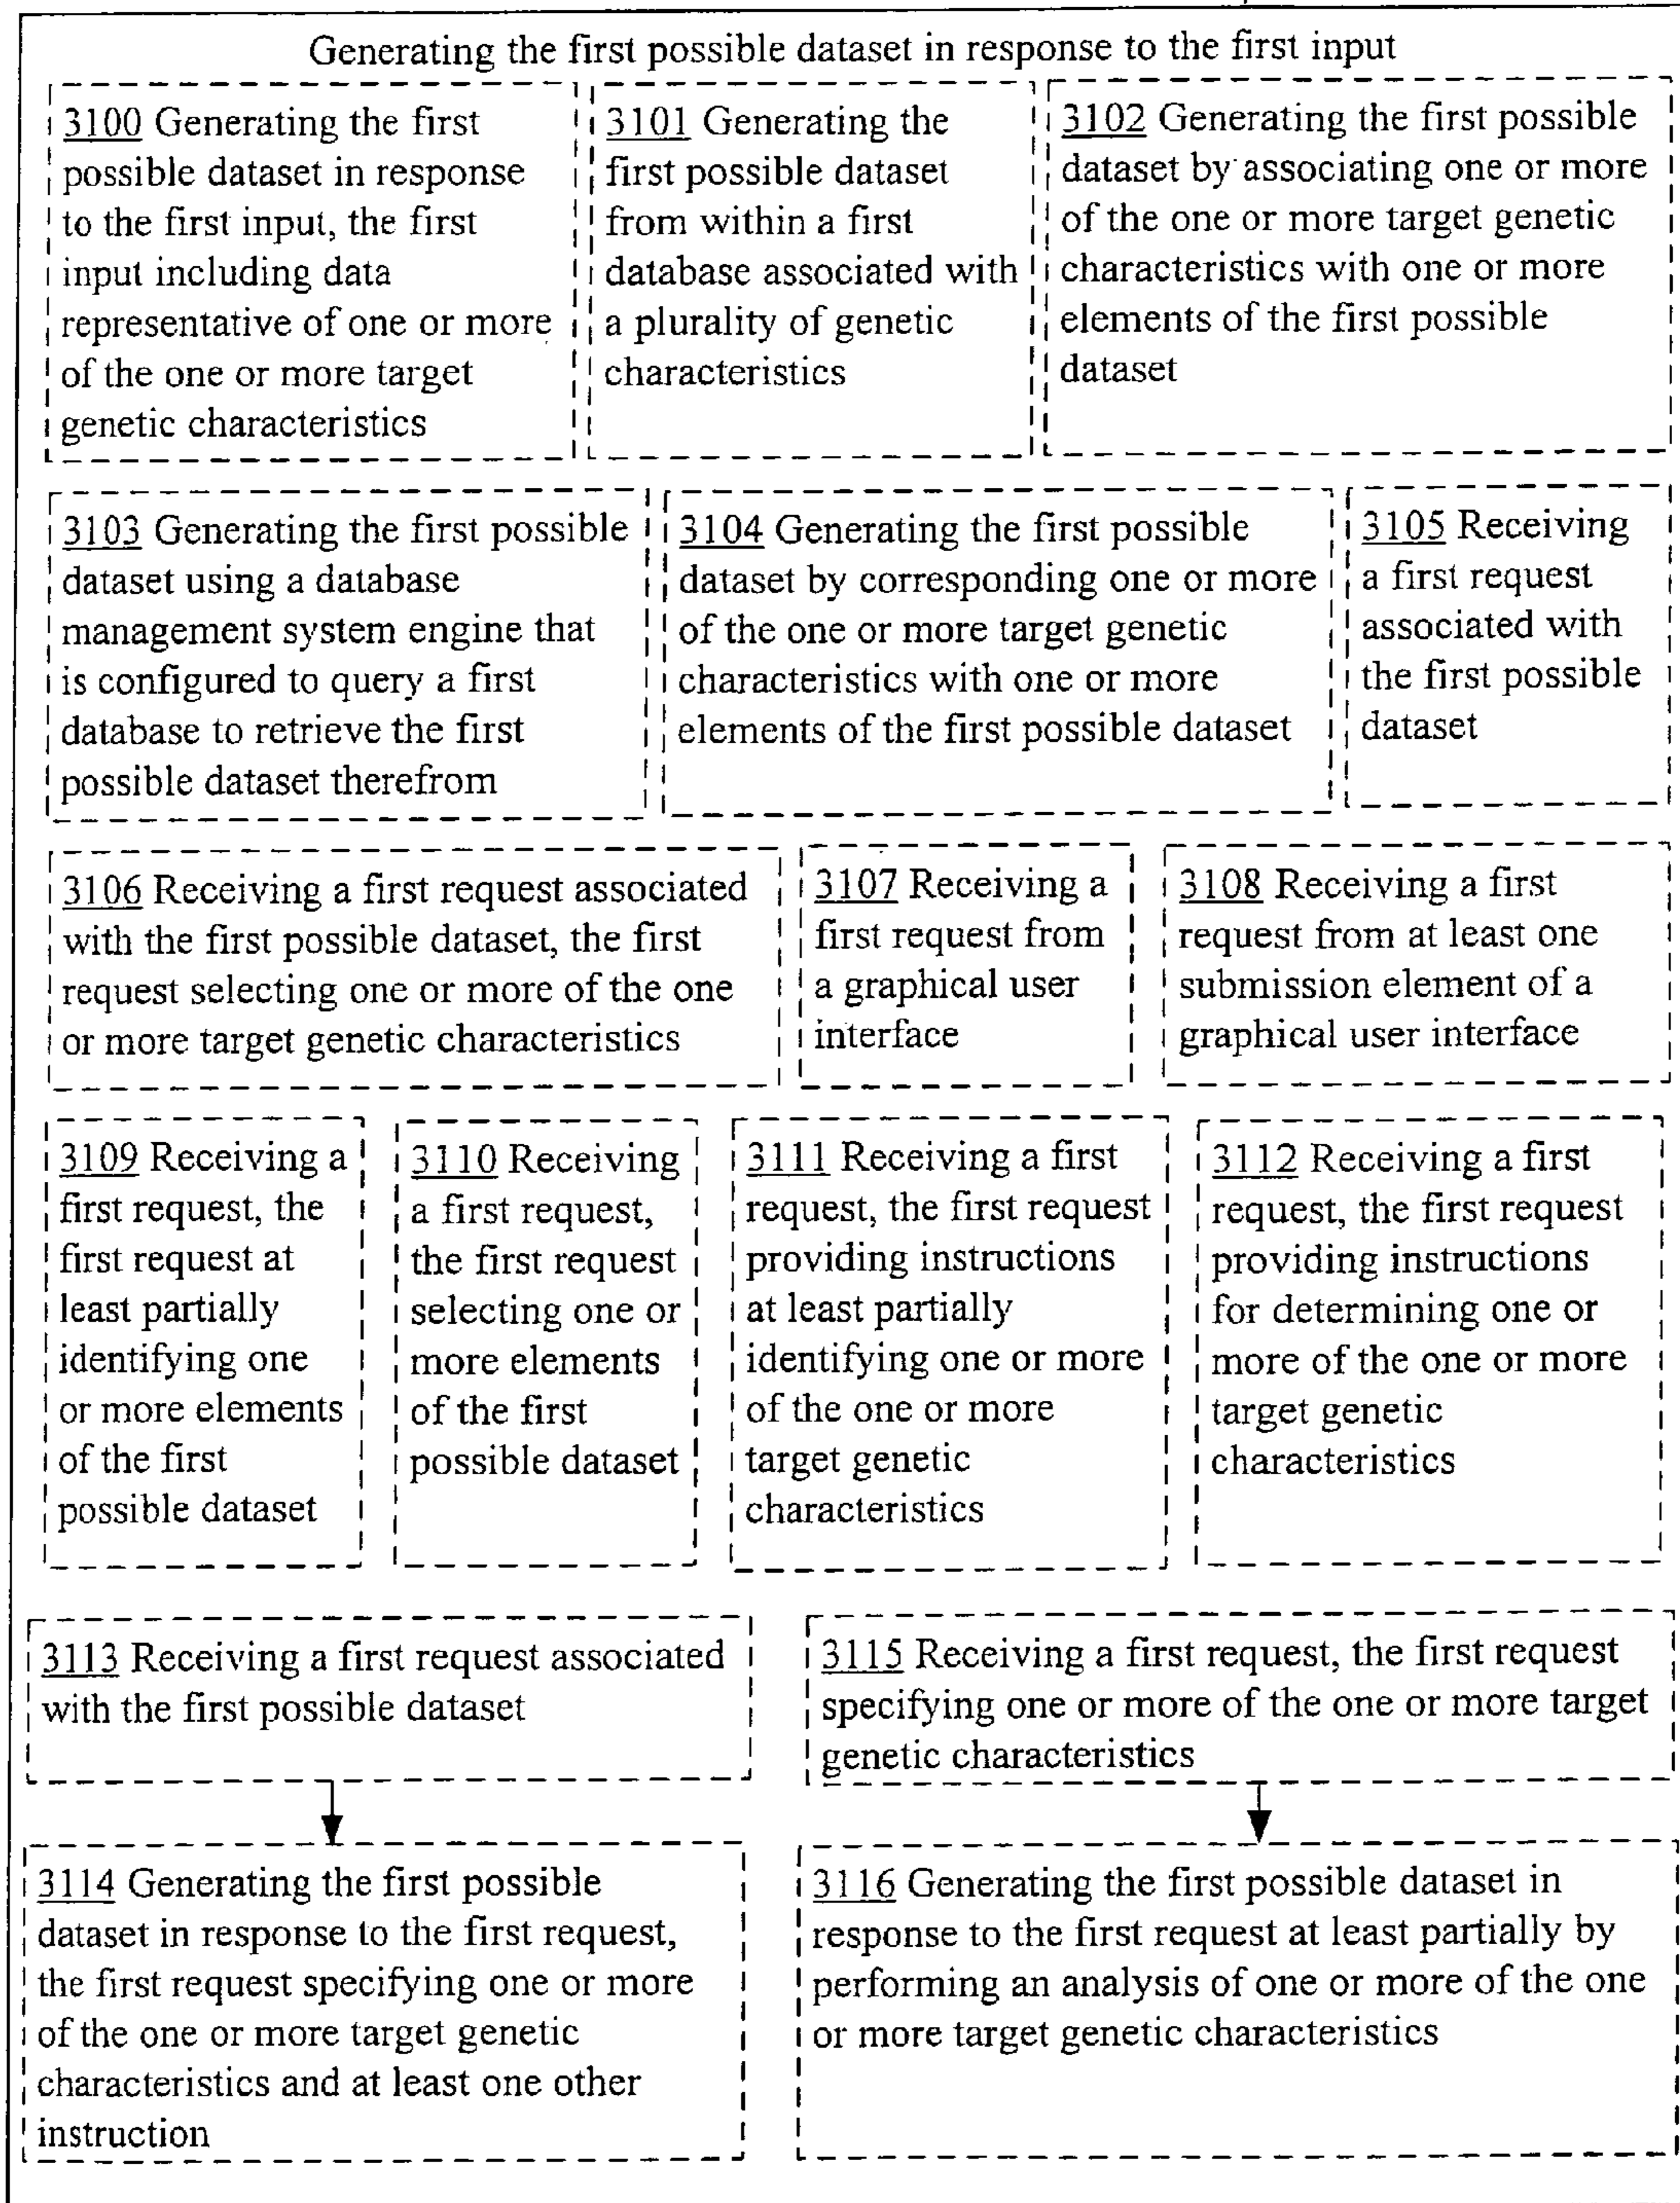 Generating the first possible dataset in response to the first input
3100 Generating the first
possible dataset in response
to the first input, the first
input including data
representative of one or more
of the one or more target
genetic characteristics
3101 Generating the
first possible dataset
from within a first
database associated with
a plurality of genetic
characteristics
3102 Generating the first possible
dataset by associating one or more
of the one or more target genetic
characteristics with one or more
elements of the first possible
dataset
3103 Generating the first possible
dataset using a database
management system engine that
is configured to query a first
database to retrieve the first
possible dataset therefrom
3104 Generating the first possible
dataset by corresponding one or more
of the one or more target genetic
characteristics with one or more
elements of the first possible dataset
3105 Receiving
a first request
associated with
the first possible
dataset
3106 Receiving a first request associated
with the first possible dataset, the first
request selecting one or more of the one
or more target genetic characteristics
3107 Receiving a
first request from
a graphical user
interface
3108 Receiving a first
request from at least one
submission element of a
graphical user interface
3109 Receiving a
first request, the
first request at
least partially
identifying one
or more elements
of the first
possible dataset
3110 Receiving
a first request,
the first request
selecting one or
more elements
of the first
possible dataset
3111 Receiving a first
request, the first request
providing instructions
at least partially
identifying one or more
of the one or more
target genetic
characteristics
3112 Receiving a first
request, the first request
providing instructions
for determining one or
more of the one or more
target genetic
characteristics
3113 Receiving a first request associated
with the first possible dataset
3115 Receiving a first request, the first request
specifying one or more of the one or more target
genetic characteristics
3114 Generating the first possible
dataset in response to the first request,
the first request specifying one or more
of the one or more target genetic
characteristics and at least one other
instruction
3116 Generating the first possible dataset in
response to the first request at least partially by
performing an analysis of one or more of the one
or more target genetic characteristics